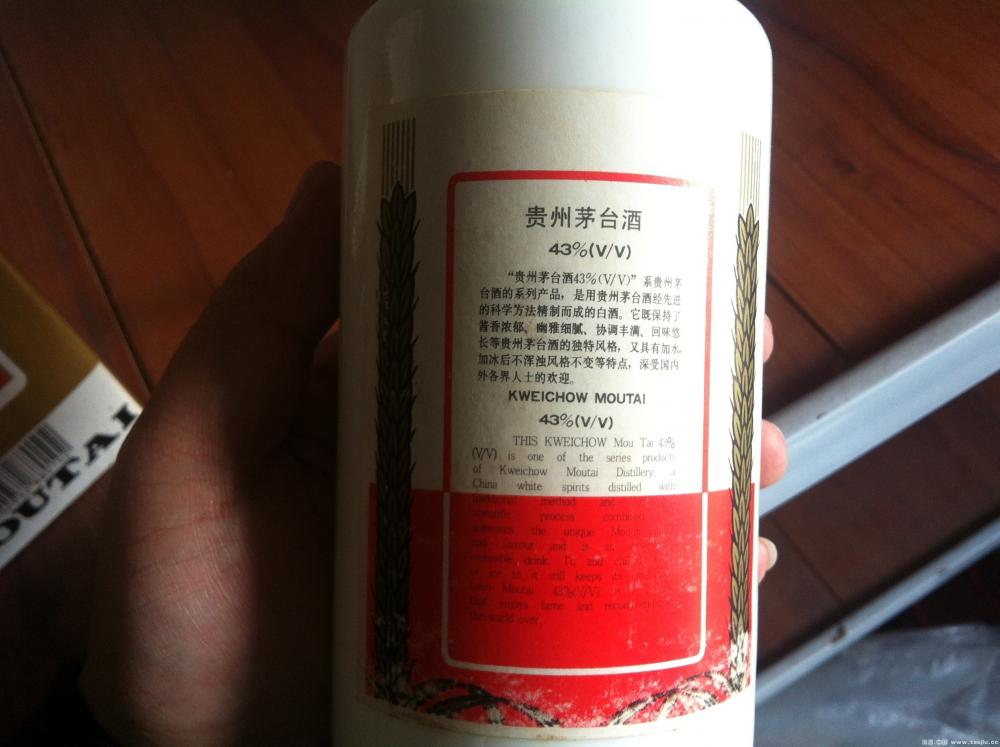 贵州茅台酒
43%(V/V)
“贵州茅台酒43%(V/V)”系贵州茅
台酒的系列产品，是用贵州茅台酒经先进
的科学方法精制而成的白酒。它既保持了
酱香浓郁、幽雅细腻、协调丰满、回味悠
长等贵州茅台酒的独特风格，又具有加水
加冰后不浑浊风格不变等特点，深受国内
外各界人士的欢迎。
KWEICHOW MOUTAI
43%(V/V)
THIS KWEICHOW Mou Tai 43%
(V/V) is one of the series products
of Kweichow Moutai Distillery, a
China white spirits distilled with
traditional method and
scientific process
the unique
flavour and is
drink.
to it still keeps its
Moutai 43%(V/V)
that enjoys fame and
the world over.
OUTAI
www.taojie.cc